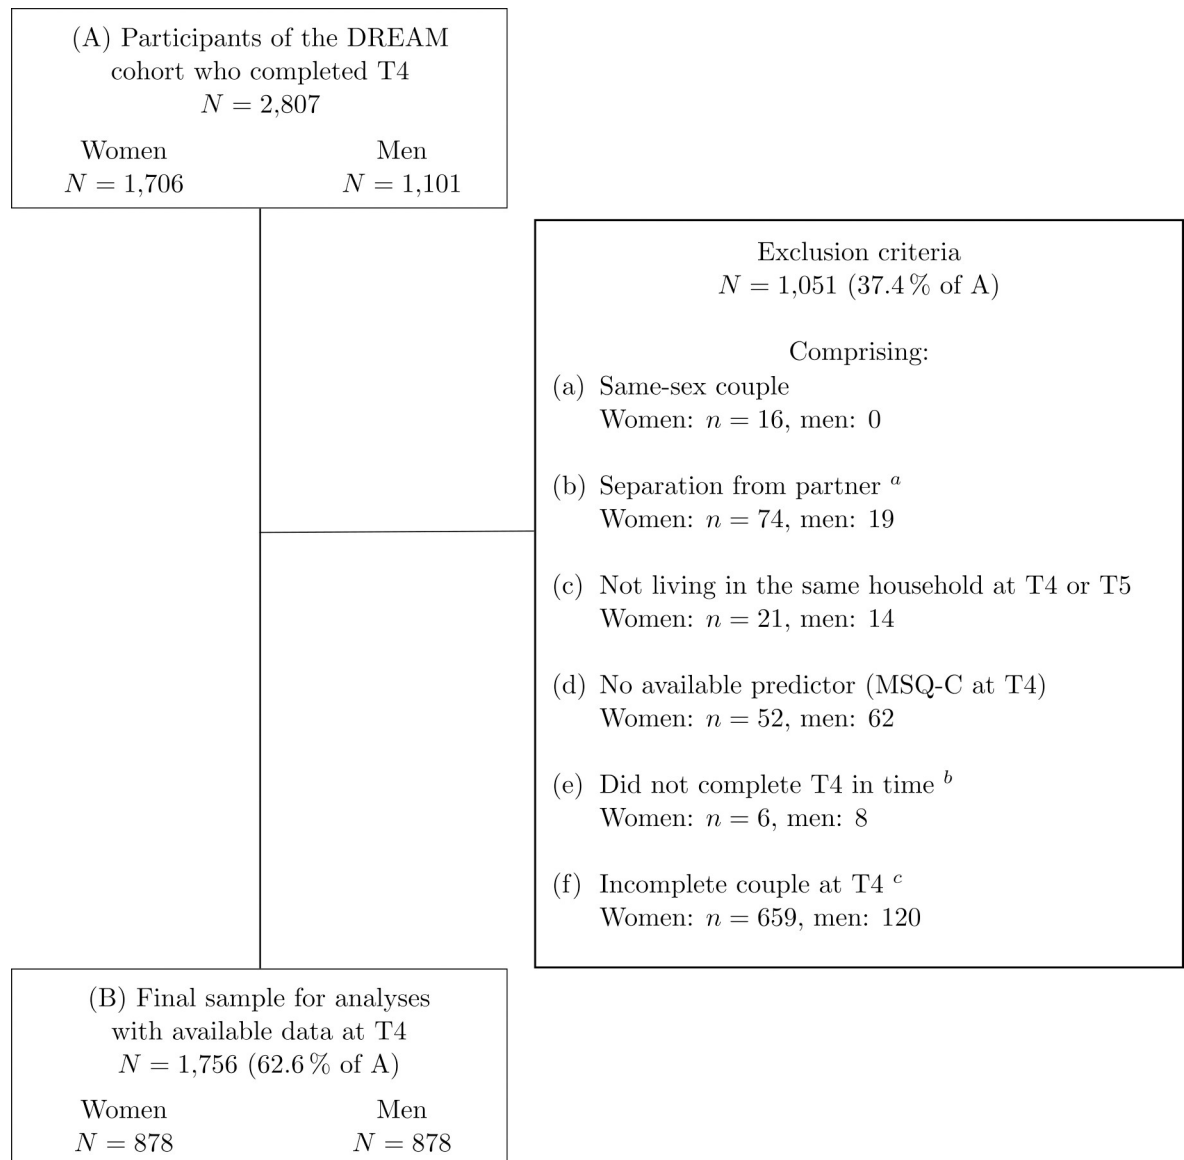 (A) Participants of the DREAM
cohort who completed T4
N = 2,807
Women Men
N = 1,706 N = 1,101
Exclusion criteria
N = 1,051 (37.4 % of A)
Comprising:
(a) Same-sex couple
Women: n = 16, men: 0
(b) Separation from partner a
Women: n = 74, men: 19
(c) Not living in the same household at T4 or T5
Women: n = 21, men: 14
(d) No available predictor (MSQ-C at T4)
Women: n = 52, men: 62
(e) Did not complete T4 in time b
Women: n = 6, men: 8
(f) Incomplete couple at T4 c
Women: n = 659, men: 120
(B) Final sample for analyses
with available data at T4
N = 1,756 (62.6 % of A)
Women Men
N = 878 N = 878